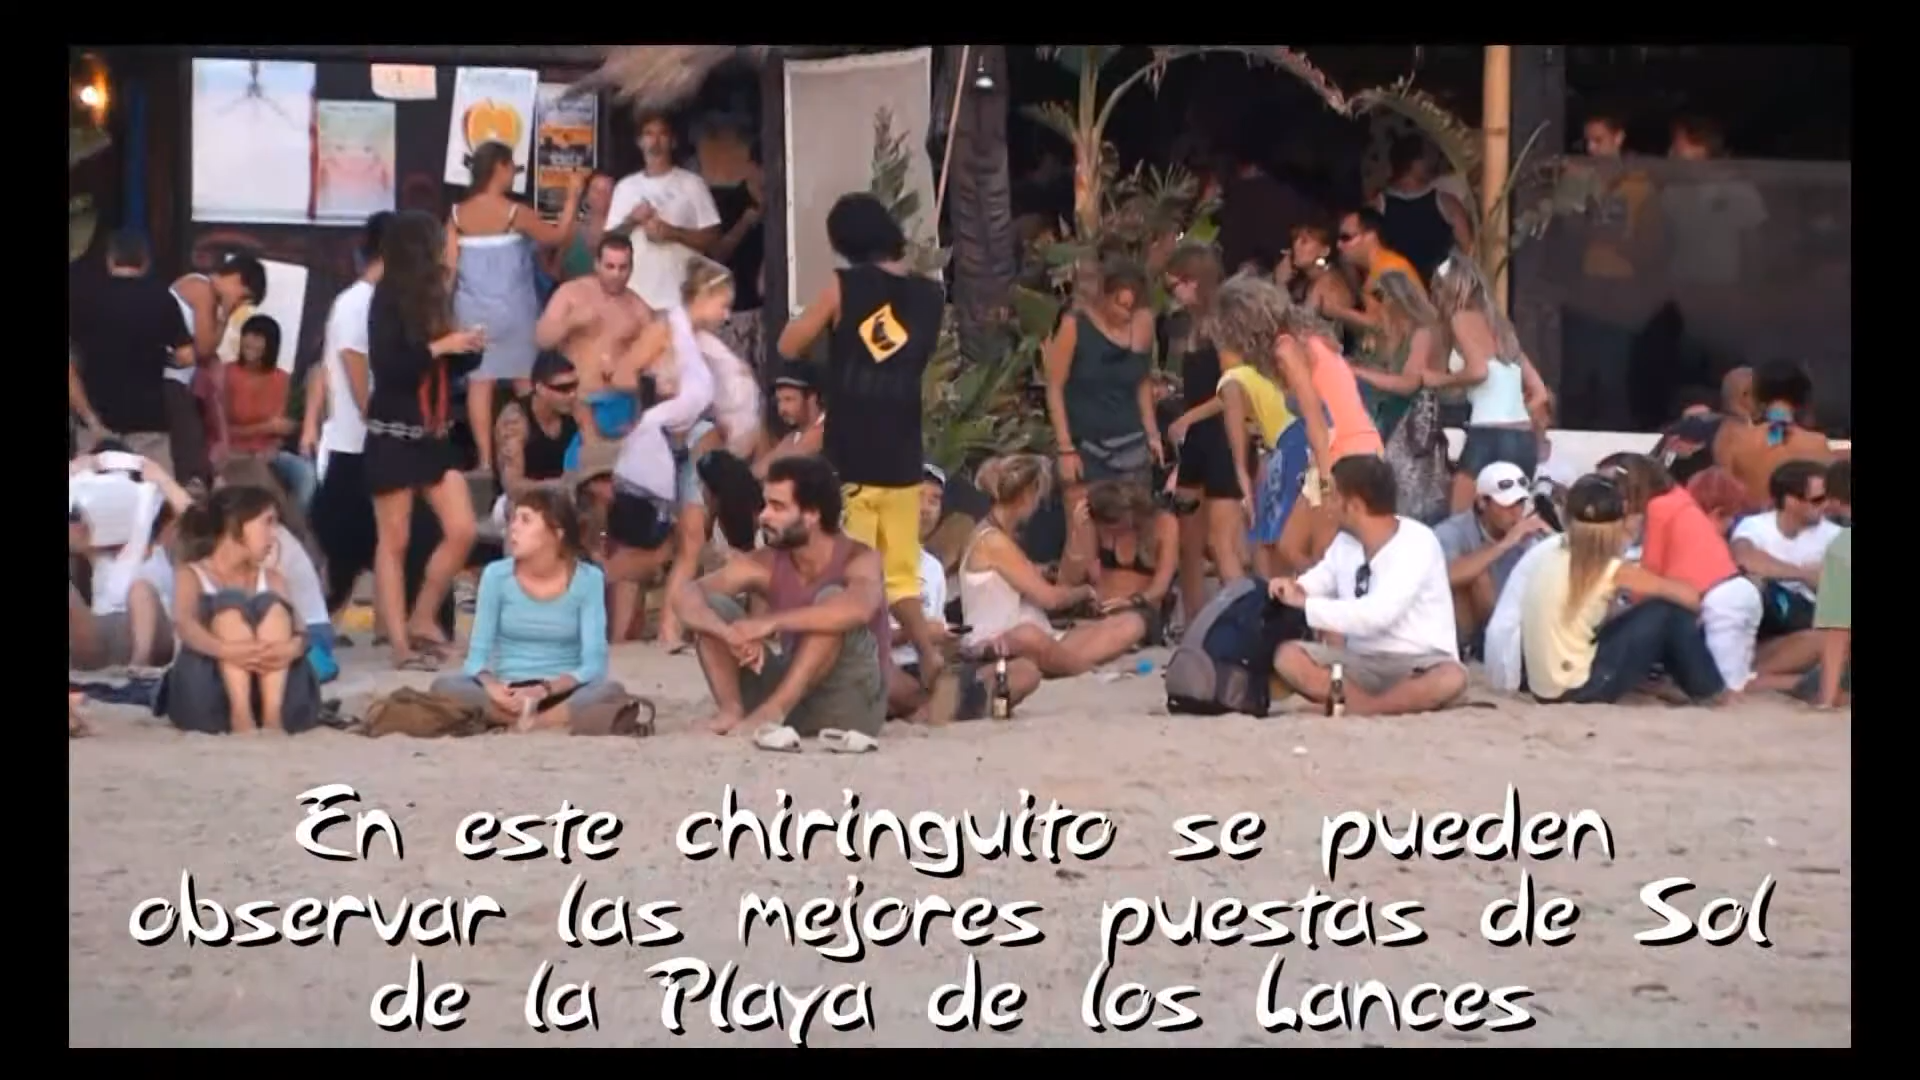 En este chiringuito se pueden
observar las mejores puestas de Sol
de la Playa de los Lances